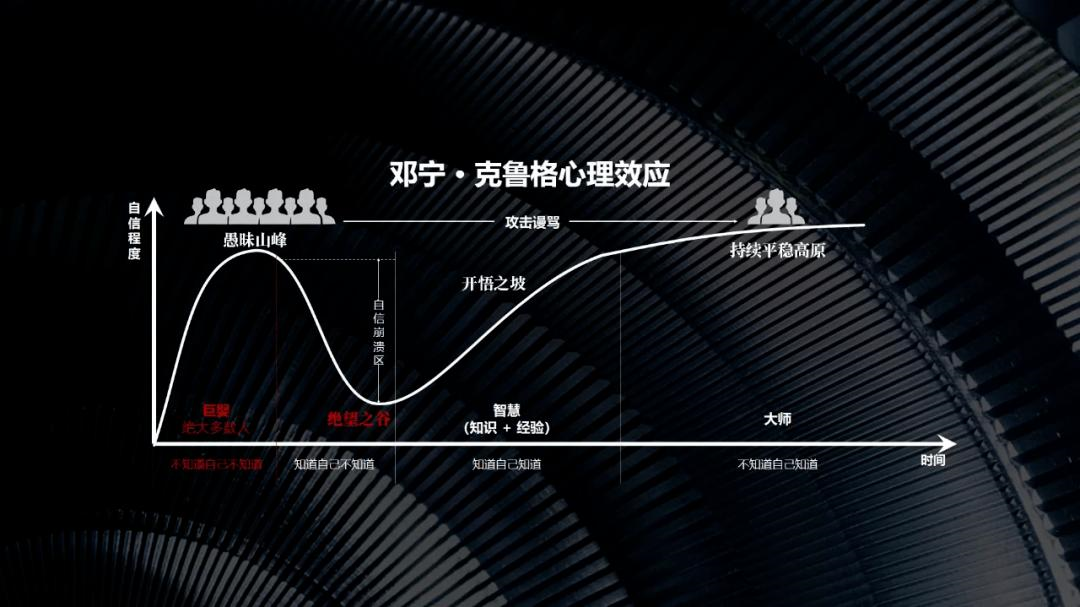 邓宁·克鲁格心理效应
自信程度
攻击谩骂
愚昧山峰
持续平稳高原
开悟之坡
自信崩溃区
巨婴
绝大多数人
绝望之谷
智慧
(知识 + 经验)
大师
不知道自己不知道
知道自己不知道
知道自己知道
不知道自己知道
时间